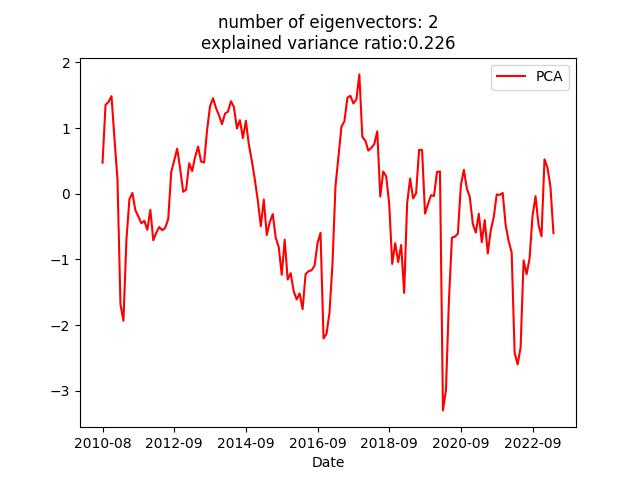 number of eigenvectors: 2
explained variance ratio:0.226
PCA
2
1
0
−1
−2
−3
2010-08 2012-09 2014-09 2016-09 2018-09 2020-09 2022-09
Date